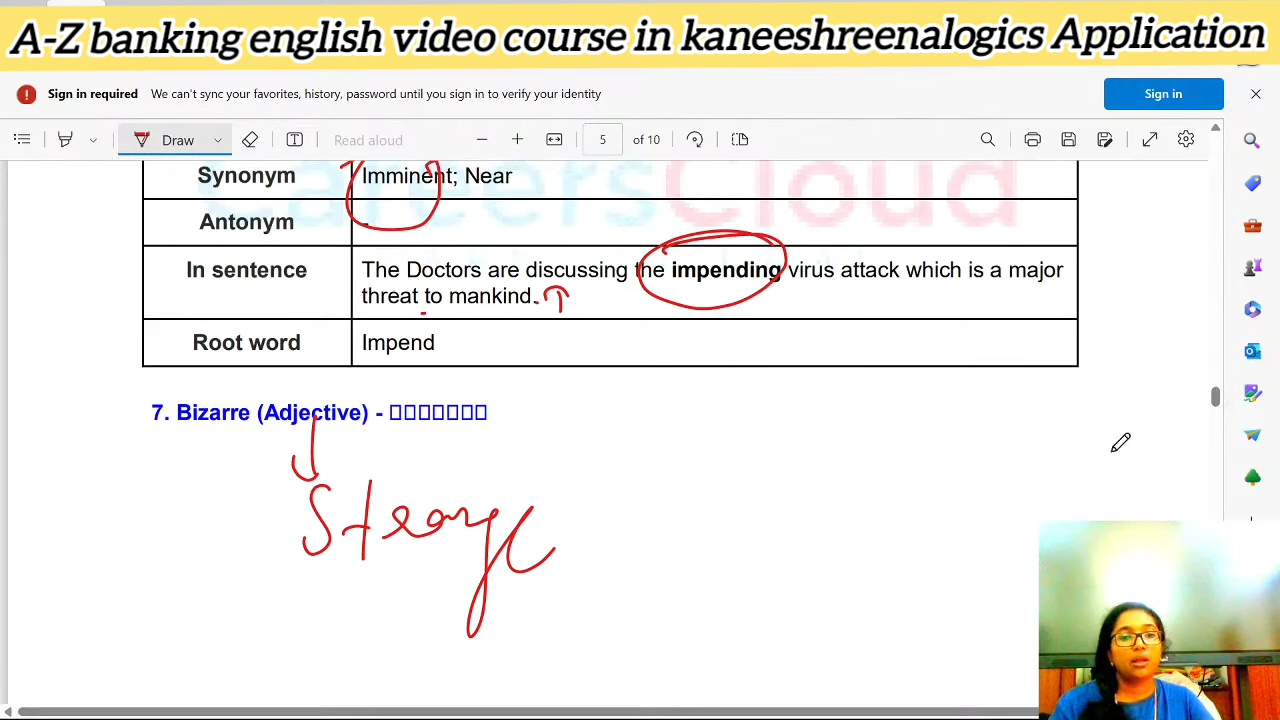 A-Z banking english video course in kaneeshreenalogics Application
Sign in required We can't sync your favorites, history, password until you sign in to verify your identity Sign in
Draw Read aloud 5 of 10
CareersCloud
Synonym Imminent; Near
Antonym -
In sentence The Doctors are discussing the impending virus attack which is a major
threat to mankind.
Root word Impend
7. Bizarre (Adjective) - □□□□□□□
Strange